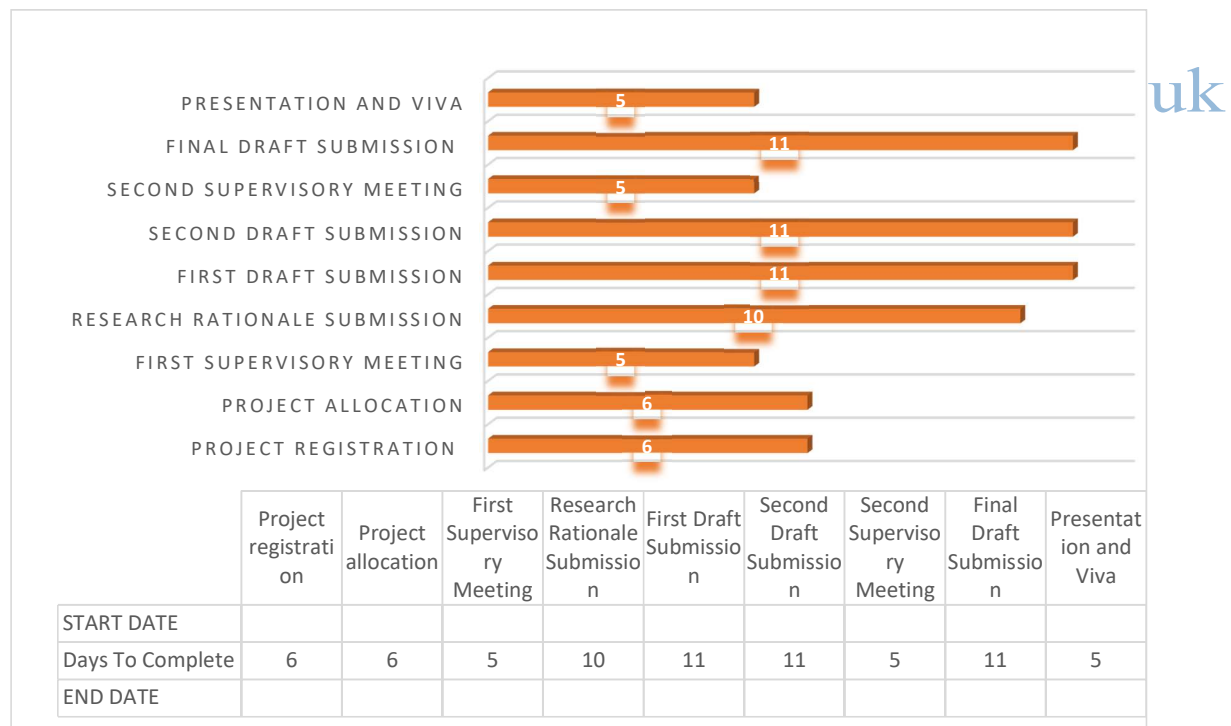 uk
PRESENTATION AND VIVA 5
FINAL DRAFT SUBMISSION 11
SECOND SUPERVISORY MEETING 5
SECOND DRAFT SUBMISSION 11
FIRST DRAFT SUBMISSION 11
RESEARCH RATIONALE SUBMISSION 10
FIRST SUPERVISORY MEETING 5
PROJECT ALLOCATION 6
PROJECT REGISTRATION 6
Project
registrati
on
Project
allocation
First
Superviso
ry
Meeting
Research
Rationale
Submissio
n
First Draft
Submissio
n
Second
Draft
Submissio
n
Second
Superviso
ry
Meeting
Final
Draft
Submissio
n
Presentat
ion and
Viva
START DATE
Days To Complete 6 6 5 10 11 11 5 11 5
END DATE